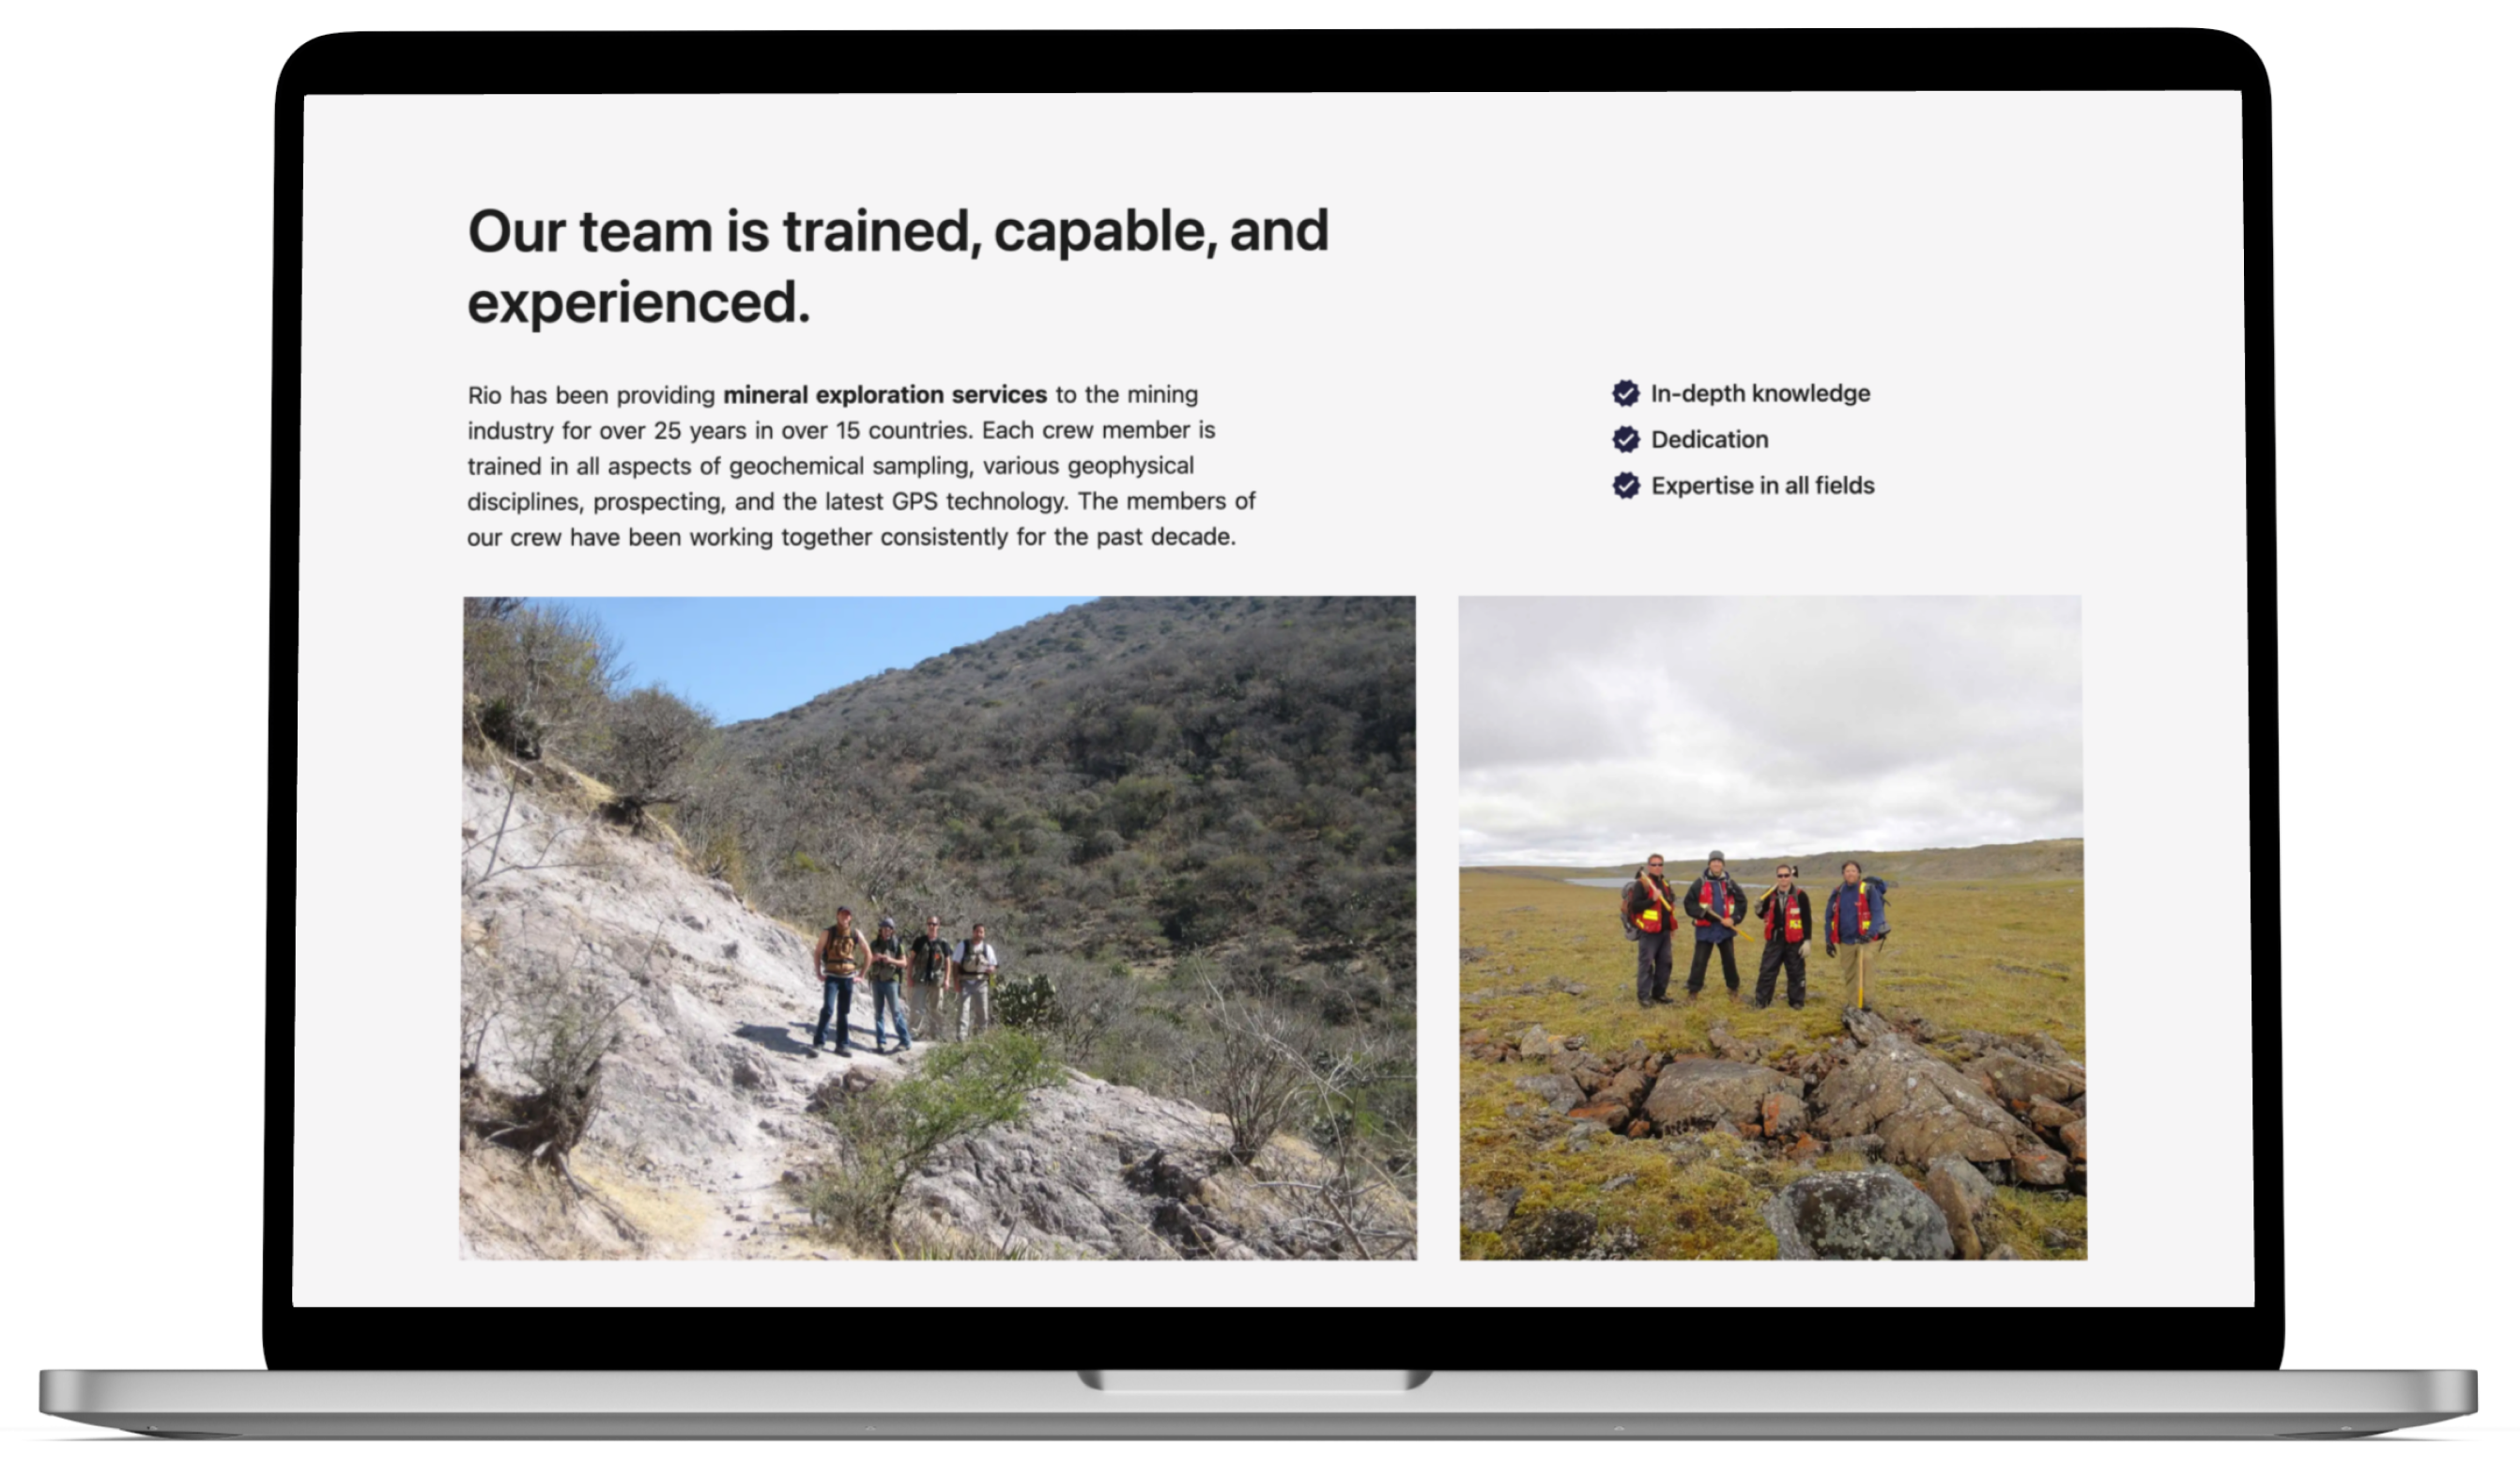 Our team is trained, capable, and
experienced.
Rio has been providing mineral exploration services to the mining
industry for over 25 years in over 15 countries. Each crew member is
trained in all aspects of geochemical sampling, various geophysical
disciplines, prospecting, and the latest GPS technology. The members of
our crew have been working together consistently for the past decade.
In-depth knowledge
Dedication
Expertise in all fields